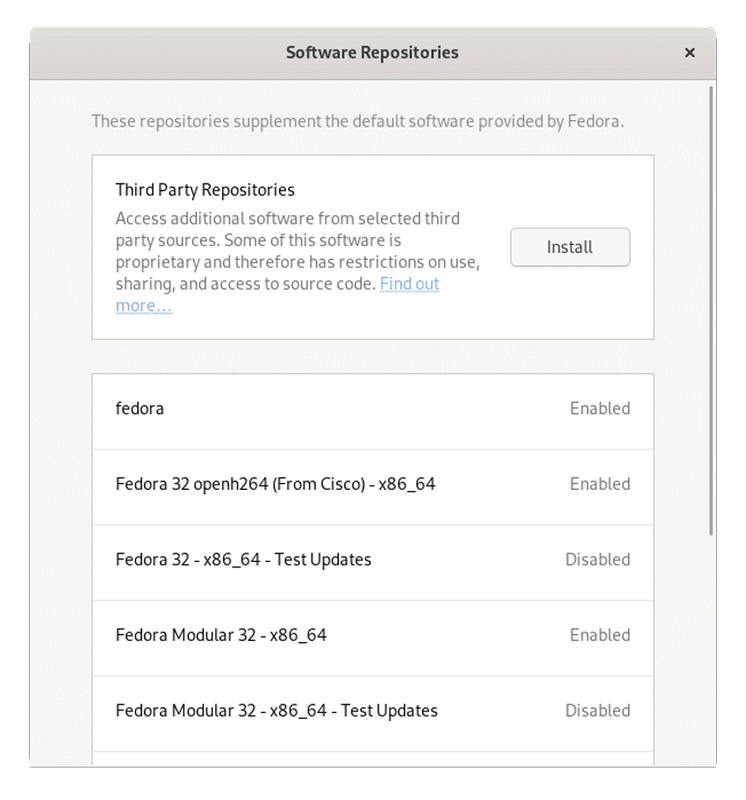 Software Repositories
These repositories supplement the default software provided by Fedora.
Third Party Repositories
Access additional software from selected third
party sources. Some of this software is
proprietary and therefore has restrictions on use,
sharing, and access to source code. Find out
more...
Install
fedora Enabled
Fedora 32 openh264 (From Cisco) - x86_64 Enabled
Fedora 32 - x86_64 - Test Updates Disabled
Fedora Modular 32 - x86_64 Enabled
Fedora Modular 32 - x86_64 - Test Updates Disabled